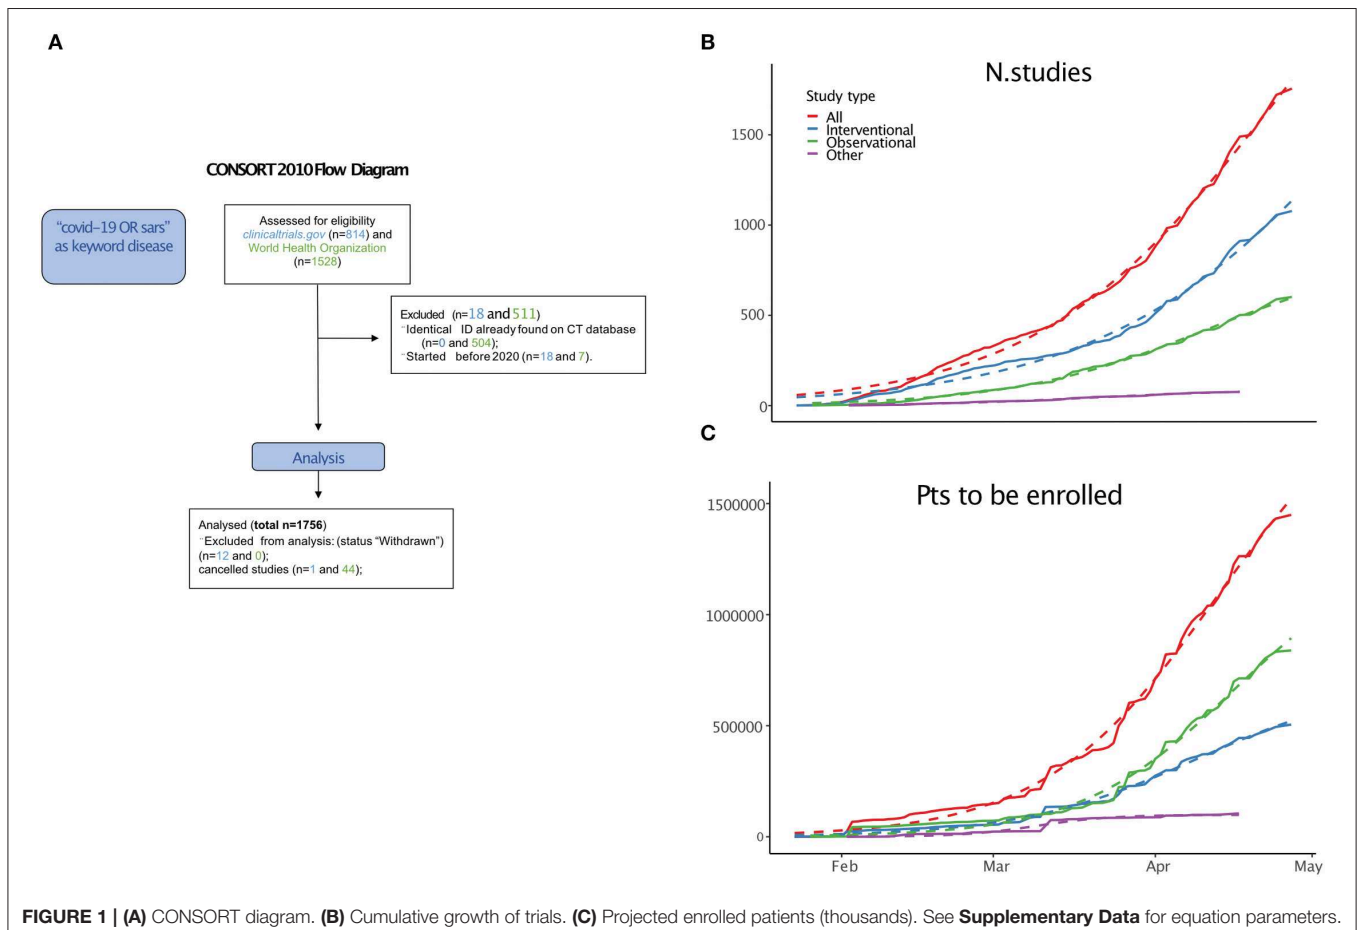 A
CONSORT 2010 Flow Diagram
"covid-19 OR sars"
as keyword disease
Assessed for eligibility
clinicaltrials.gov (n=814) and
World Health Organization
(n=1528)
Excluded (n=18 and 511)
¨Identical ID already found on CT database
(n=0 and 504);
¨Started before 2020 (n=18 and 7).
Analysis
Analysed (total n=1756)
¨Excluded from analysis: (status "Withdrawn")
(n=12 and 0);
cancelled studies (n=1 and 44);
B
N.studies
Study type
All
Interventional
Observational
Other
1500
1000
500
0
C
Pts to be enrolled
1500000
1000000
500000
0
Feb Mar Apr May
FIGURE 1 | (A) CONSORT diagram. (B) Cumulative growth of trials. (C) Projected enrolled patients (thousands). See Supplementary Data for equation parameters.